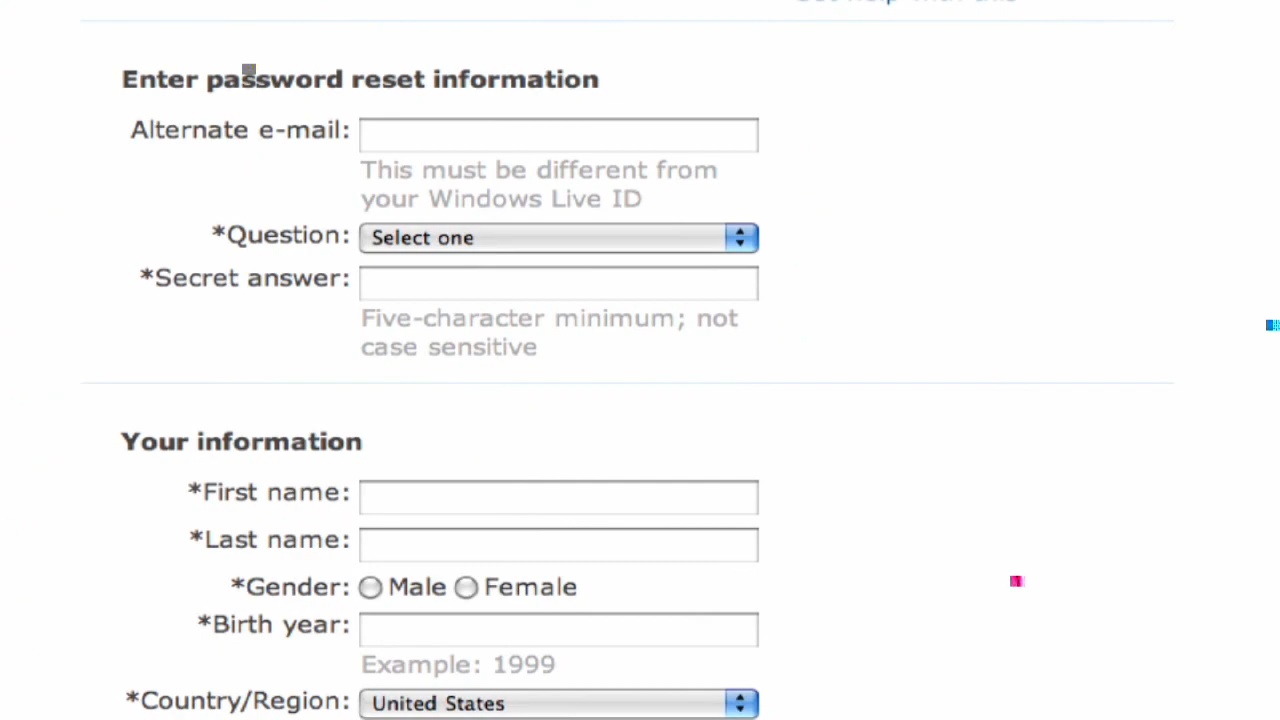 Enter password reset information
Alternate e-mail:
This must be different from
your Windows Live ID
*Question: Select one
*Secret answer:
Five-character minimum; not
case sensitive
Your information
*First name:
*Last name:
*Gender: Male Female
*Birth year:
Example: 1999
*Country/Region: United States